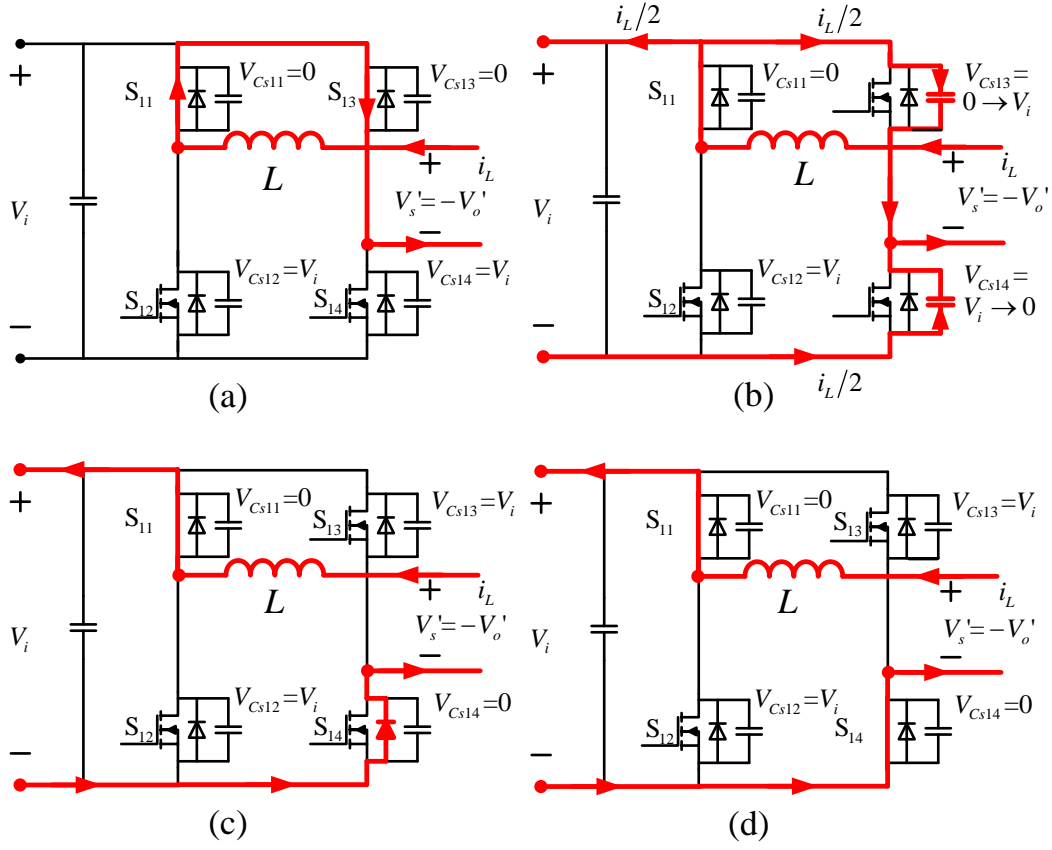 +
S₁₁
V_Cs11=0
S₁₃
V_Cs13=0
L
+
i_L
V_i
V_s'=−V_o'
−
S₁₂
V_Cs12=V_i
S₁₄
V_Cs14=V_i
−
(a)
i_L/2
i_L/2
+
S₁₁
V_Cs11=0
V_Cs13=
0→V_i
L
+
i_L
V_i
V_s'=−V_o'
−
S₁₂
V_Cs12=V_i
V_Cs14=
V_i→0
−
i_L/2
(b)
+
S₁₁
V_Cs11=0
S₁₃
V_Cs13=V_i
L
+
i_L
V_i
V_s'=−V_o'
−
S₁₂
V_Cs12=V_i
S₁₄
V_Cs14=0
−
(c)
+
S₁₁
V_Cs11=0
S₁₃
V_Cs13=V_i
L
+
i_L
V_i
V_s'=−V_o'
−
S₁₂
V_Cs12=V_i
S₁₄
V_Cs14=0
−
(d)